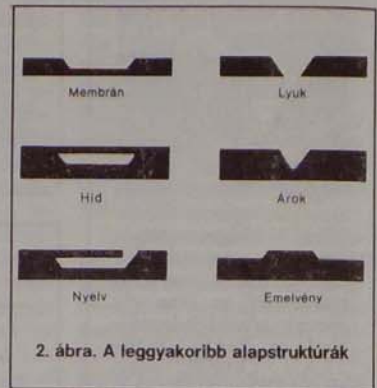 Membrán
Lyuk
Híd
Árok
Nyelv
Emelvény
2. ábra. A leggyakoribb alapstruktúrák